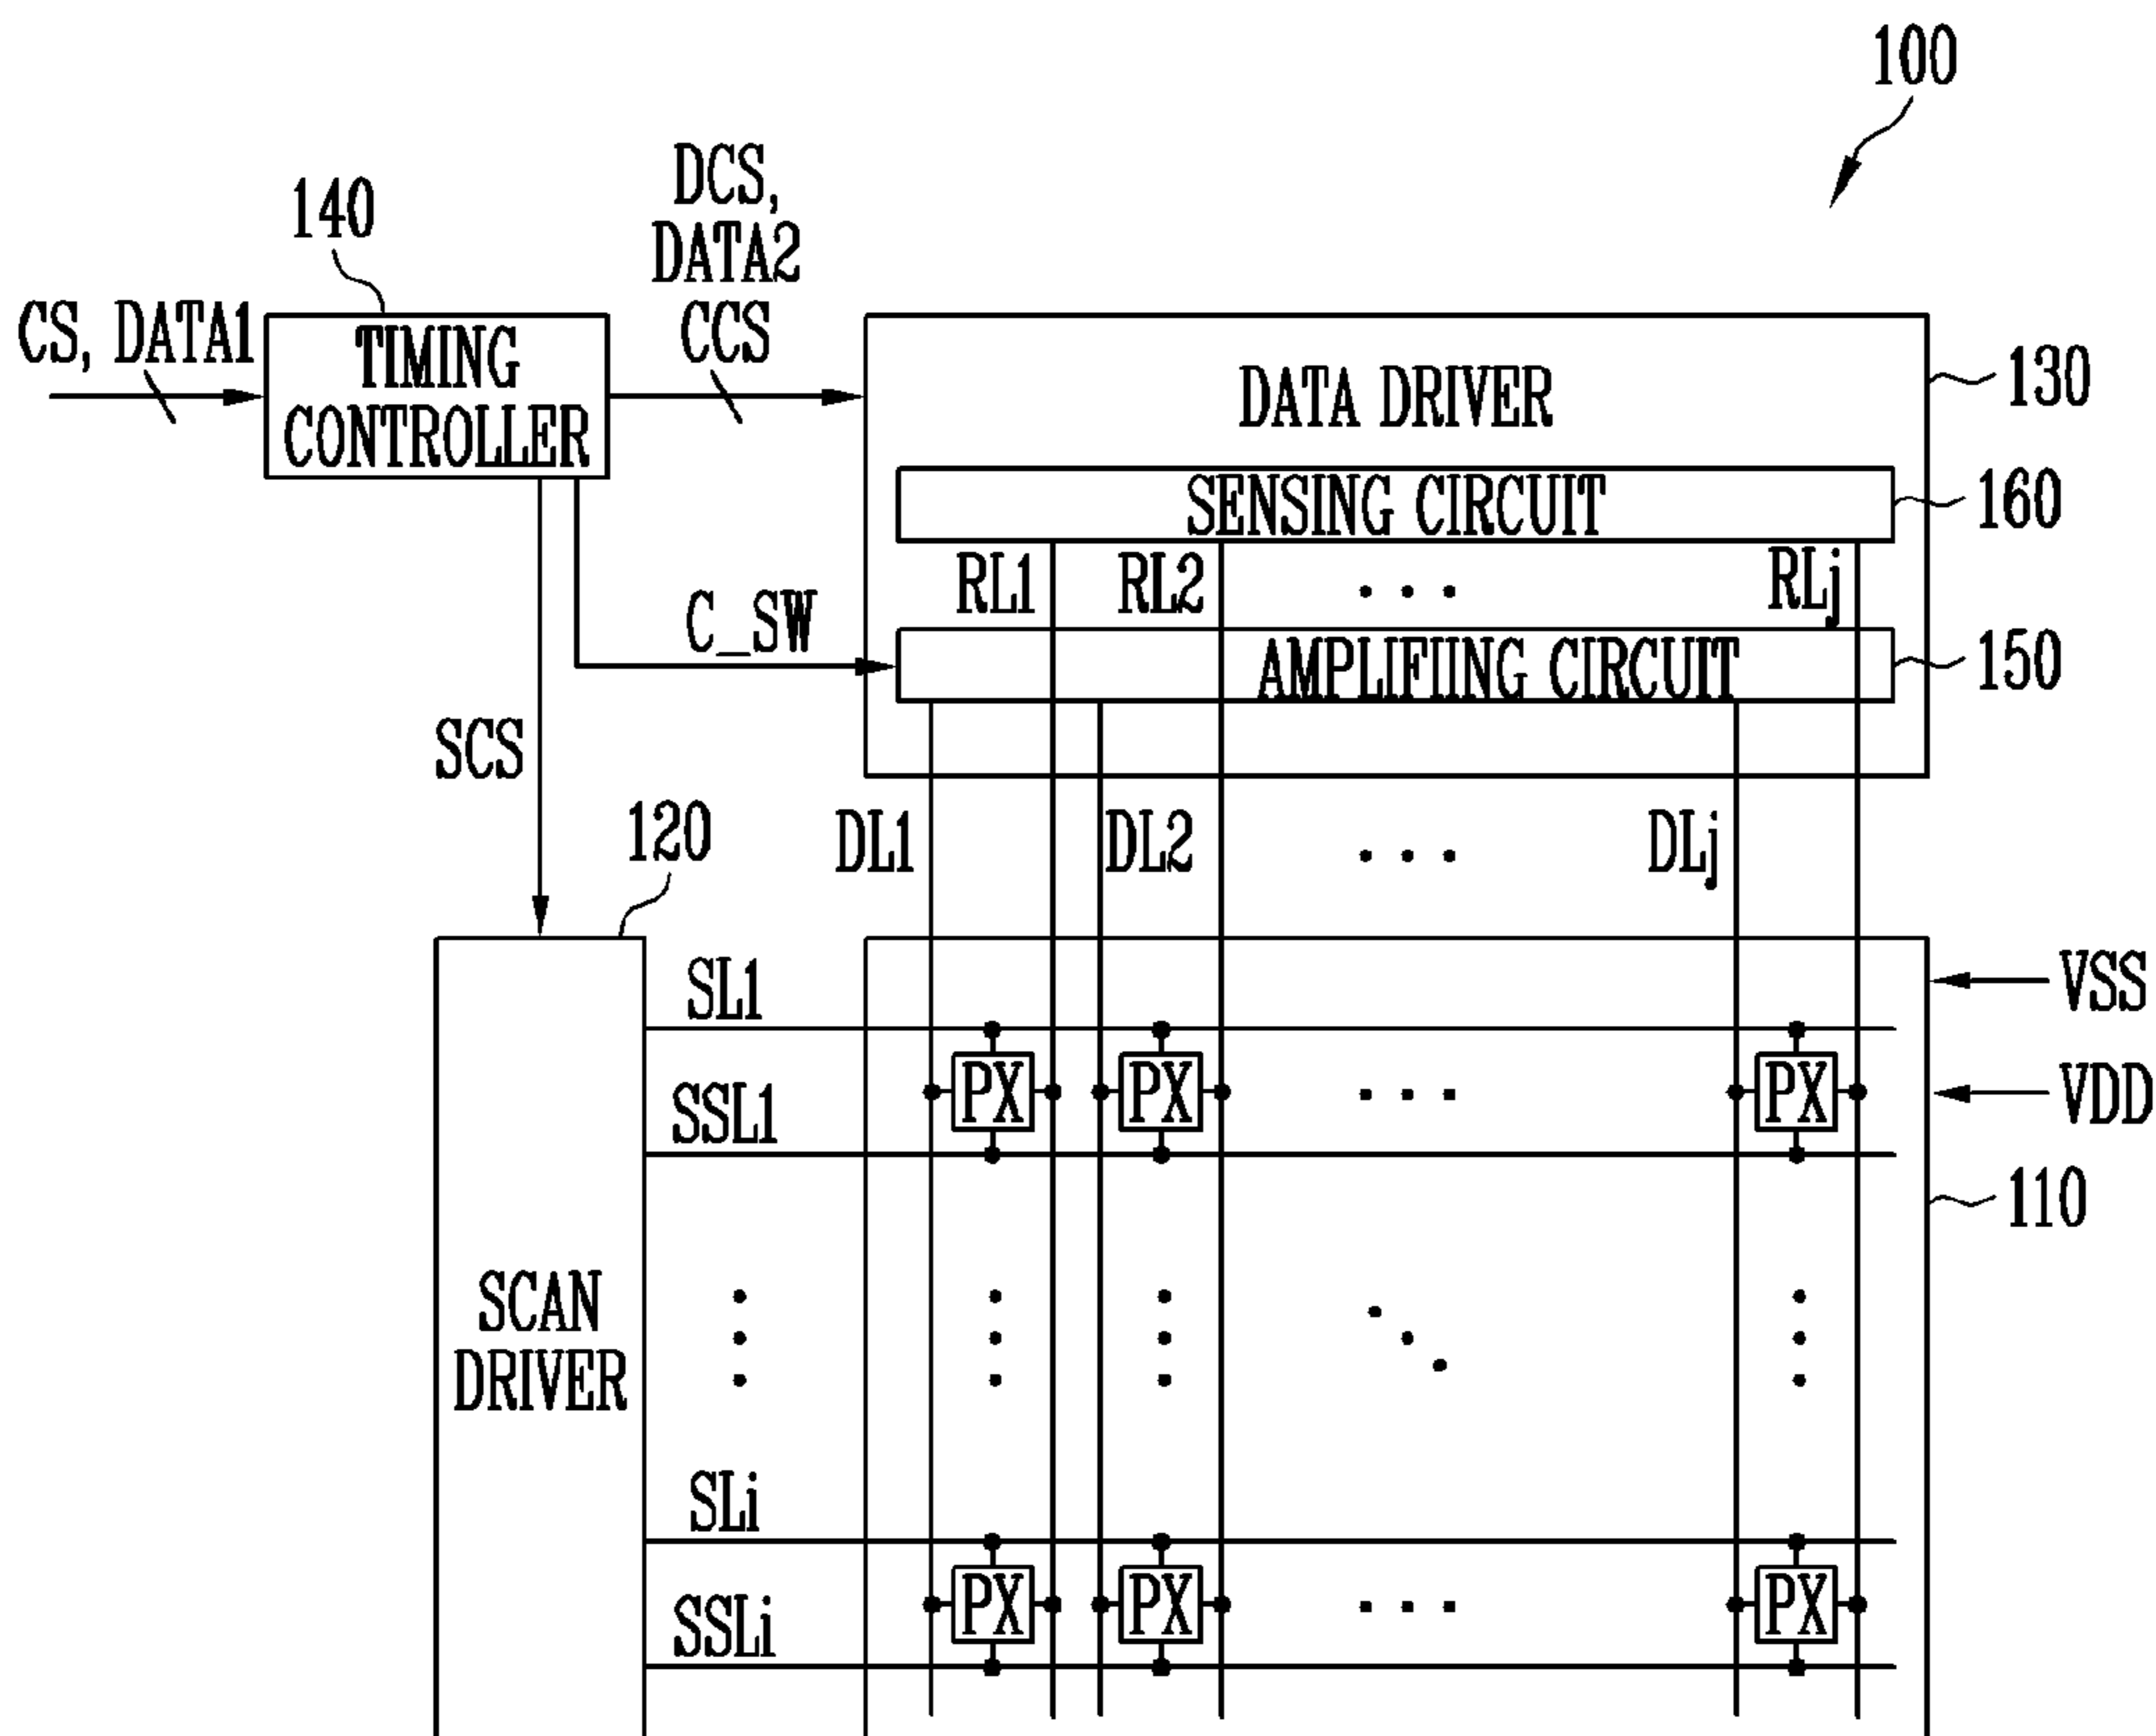 100
DCS,
DATA2
CCS
140
CS, DATA1
TIMING
CONTROLLER
DATA DRIVER
130
SENSING CIRCUIT
160
RL1 RL2 RLj
C_SW
AMPLIFIING CIRCUIT
150
SCS
120
DL1 DL2 DLj
SL1
VSS
PX PX PX
VDD
SSL1
110
SCAN
DRIVER
SLi
PX PX PX
SSLi